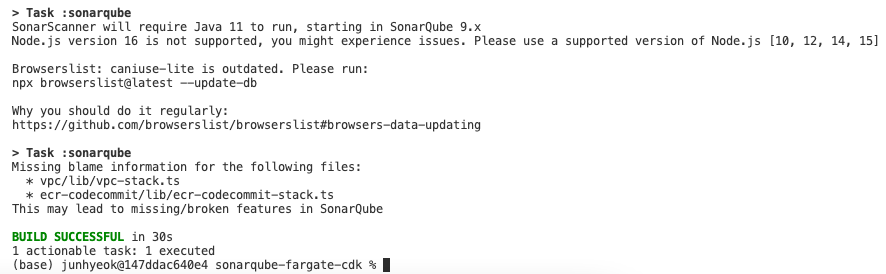 > Task :sonarqube
SonarScanner will require Java 11 to run, starting in SonarQube 9.x
Node.js version 16 is not supported, you might experience issues. Please use a supported version of Node.js [10, 12, 14, 15]
Browserslist: caniuse-lite is outdated. Please run:
npx browserslist@latest --update-db
Why you should do it regularly:
https://github.com/browserslist/browserslist#browsers-data-updating
> Task :sonarqube
Missing blame information for the following files:
* vpc/lib/vpc-stack.ts
* ecr-codecommit/lib/ecr-codecommit-stack.ts
This may lead to missing/broken features in SonarQube
BUILD SUCCESSFUL in 30s
1 actionable task: 1 executed
(base) junhyeok@147ddac640e4 sonarqube-fargate-cdk %